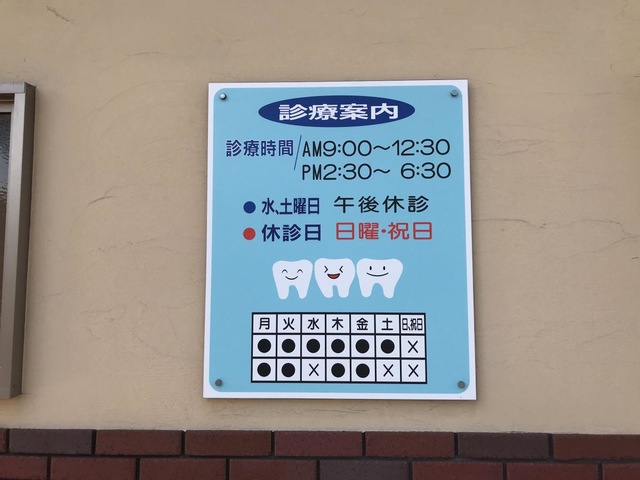 診療案内
診療時間/AM9:00〜12:30
PM2:30〜 6:30
●水、土曜日 午後休診
●休診日 日曜・祝日
月 火 水 木 金 土 日、祝日
● ● ● ● ● ● X
● ● X ● ● X X